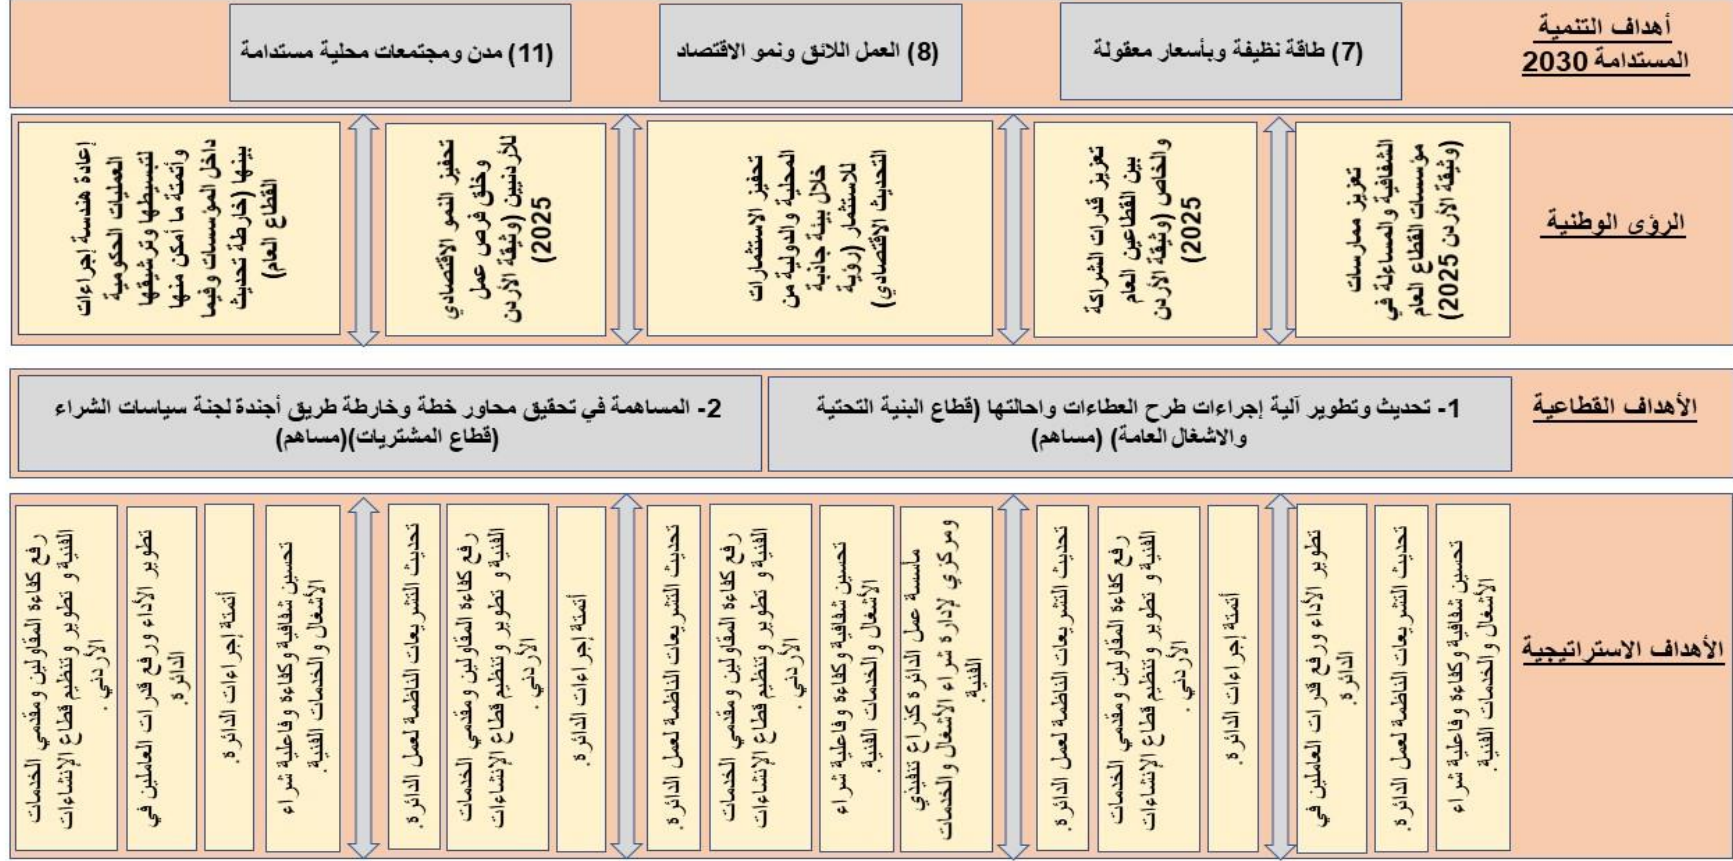 أهداف التنمية
المستدامة 2030
(7) طاقة نظيفة وبأسعار معقولة
(8) العمل اللائق ونمو الاقتصاد
(11) مدن ومجتمعات محلية مستدامة
الرؤى الوطنية
تعزيز ممارسات
الشفافية والمساءلة في
مؤسسات القطاع العام
(وثيقة الأردن 2025)
تعزيز قدرات الشراكة
بين القطاعين العام
والخاص (وثيقة الأردن
2025)
تحفيز الاستثمارات
المحلية والدولية من
خلال بيئة جاذبة
للاستثمار (رؤية
التحديث الاقتصادي)
تحفيز النمو الاقتصادي
وخلق فرص عمل
للأردنيين (وثيقة الأردن
2025)
إعادة هندسة إجراءات
العمليات الحكومية
لتبسيطها وترشيقها
وأتمتة ما أمكن منها
داخل المؤسسات وفيما
بينها (خارطة تحديث
القطاع العام)
الأهداف القطاعية
1- تحديث وتطوير آلية إجراءات طرح العطاءات واحالتها (قطاع البنية التحتية
والاشغال العامة) (مساهم)
2- المساهمة في تحقيق محاور خطة وخارطة طريق أجندة لجنة سياسات الشراء
(قطاع المشتريات)(مساهم)
الأهداف الاستراتيجية
تحسين شفافية وكفاءة وفاعلية شراء
الأشغال والخدمات الفنية.
تحديث التشريعات الناظمة لعمل الدائرة.
تطوير الأداء ورفع قدرات العاملين في
الدائرة.
أتمتة إجراءات الدائرة.
رفع كفاءة المقاولين ومقدمي الخدمات
الفنية و تطوير وتنظيم قطاع الإنشاءات
الأردني .
تحديث التشريعات الناظمة لعمل الدائرة.
مأسسة عمل الدائرة كذراع تنفيذي
ومركزي لإدارة شراء الأشغال والخدمات
الفنية.
تحسين شفافية وكفاءة وفاعلية شراء
الأشغال والخدمات الفنية.
رفع كفاءة المقاولين ومقدمي الخدمات
الفنية و تطوير وتنظيم قطاع الإنشاءات
الأردني .
تحديث التشريعات الناظمة لعمل الدائرة.
أتمتة إجراءات الدائرة.
رفع كفاءة المقاولين ومقدمي الخدمات
الفنية و تطوير وتنظيم قطاع الإنشاءات
الأردني .
تحديث التشريعات الناظمة لعمل الدائرة.
تحسين شفافية وكفاءة وفاعلية شراء
الأشغال والخدمات الفنية.
أتمتة إجراءات الدائرة.
تطوير الأداء ورفع قدرات العاملين في
الدائرة.
رفع كفاءة المقاولين ومقدمي الخدمات
الفنية و تطوير وتنظيم قطاع الإنشاءات
الأردني .